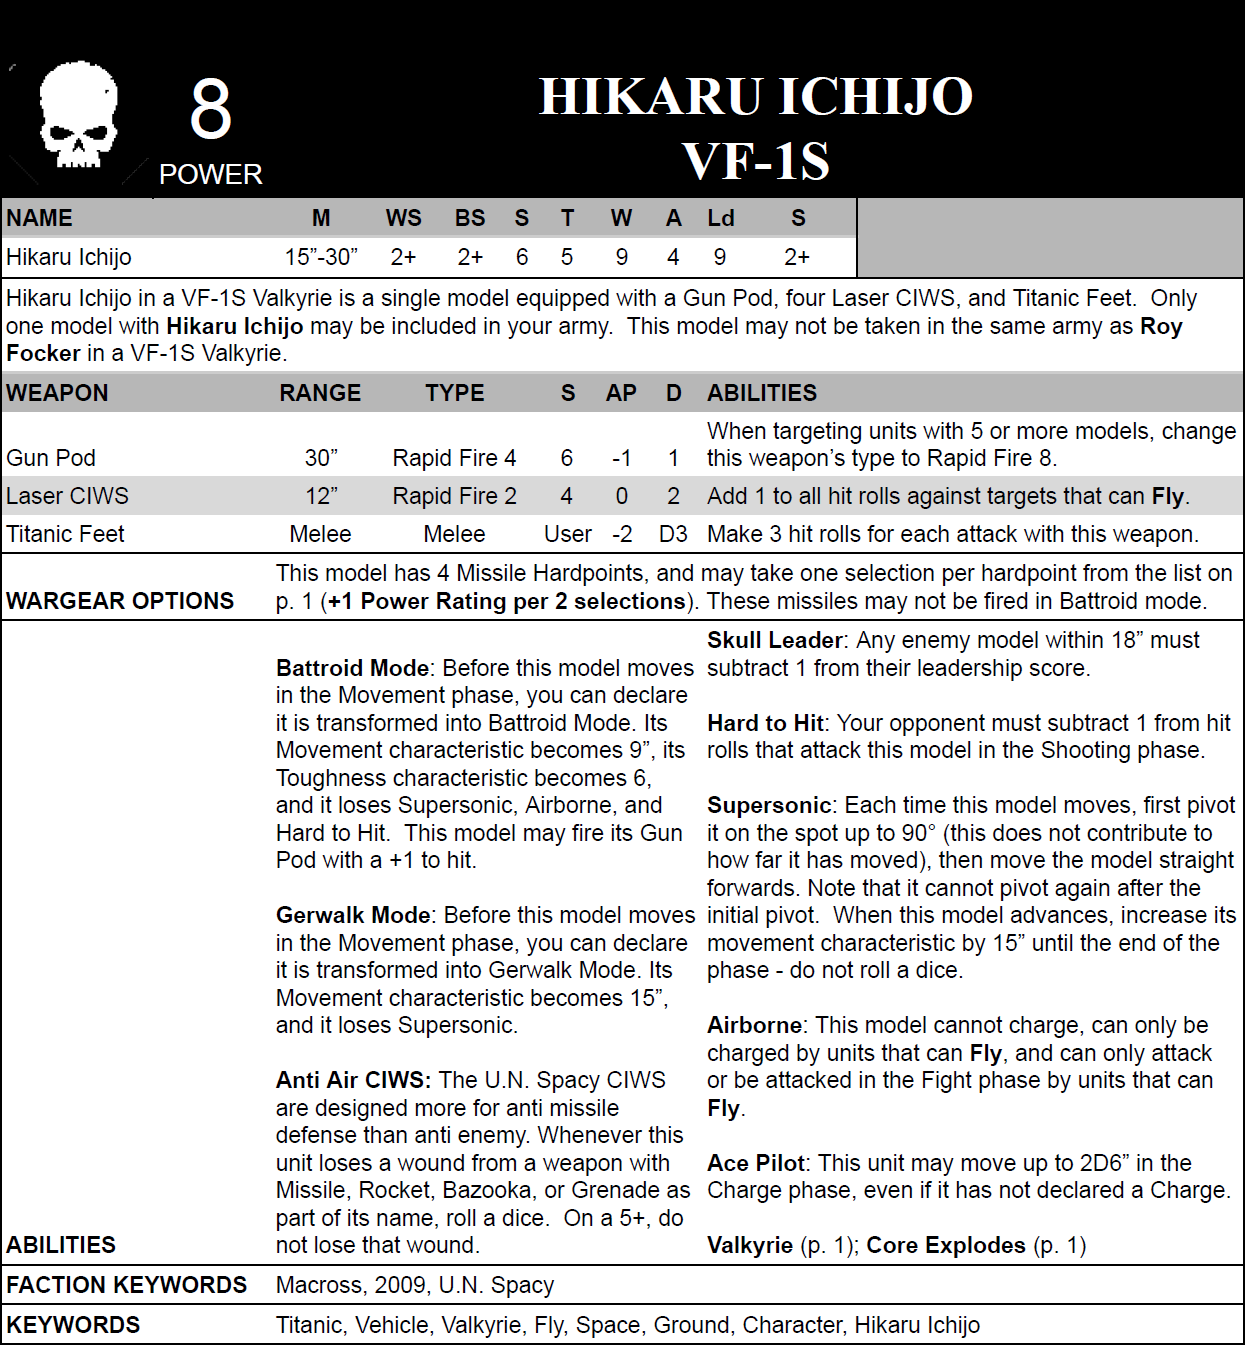 8
POWER
HIKARU ICHIJO
VF-1S
NAME M WS BS S T W A Ld S
Hikaru Ichijo 15”-30” 2+ 2+ 6 5 9 4 9 2+
Hikaru Ichijo in a VF-1S Valkyrie is a single model equipped with a Gun Pod, four Laser CIWS, and Titanic Feet. Only
one model with Hikaru Ichijo may be included in your army. This model may not be taken in the same army as Roy
Focker in a VF-1S Valkyrie.
WEAPON RANGE TYPE S AP D ABILITIES
When targeting units with 5 or more models, change
Gun Pod 30” Rapid Fire 4 6 -1 1 this weapon’s type to Rapid Fire 8.
Laser CIWS 12” Rapid Fire 2 4 0 2 Add 1 to all hit rolls against targets that can Fly.
Titanic Feet Melee Melee User -2 D3 Make 3 hit rolls for each attack with this weapon.
This model has 4 Missile Hardpoints, and may take one selection per hardpoint from the list on
WARGEAR OPTIONS p. 1 (+1 Power Rating per 2 selections). These missiles may not be fired in Battroid mode.
Battroid Mode: Before this model moves
in the Movement phase, you can declare
it is transformed into Battroid Mode. Its
Movement characteristic becomes 9”, its
Toughness characteristic becomes 6,
and it loses Supersonic, Airborne, and
Hard to Hit. This model may fire its Gun
Pod with a +1 to hit.
Gerwalk Mode: Before this model moves
in the Movement phase, you can declare
it is transformed into Gerwalk Mode. Its
Movement characteristic becomes 15”,
and it loses Supersonic.
Anti Air CIWS: The U.N. Spacy CIWS
are designed more for anti missile
defense than anti enemy. Whenever this
unit loses a wound from a weapon with
Missile, Rocket, Bazooka, or Grenade as
part of its name, roll a dice. On a 5+, do
not lose that wound.
Skull Leader: Any enemy model within 18” must
subtract 1 from their leadership score.
Hard to Hit: Your opponent must subtract 1 from hit
rolls that attack this model in the Shooting phase.
Supersonic: Each time this model moves, first pivot
it on the spot up to 90° (this does not contribute to
how far it has moved), then move the model straight
forwards. Note that it cannot pivot again after the
initial pivot. When this model advances, increase its
movement characteristic by 15” until the end of the
phase - do not roll a dice.
Airborne: This model cannot charge, can only be
charged by units that can Fly, and can only attack
or be attacked in the Fight phase by units that can
Fly.
Ace Pilot: This unit may move up to 2D6” in the
Charge phase, even if it has not declared a Charge.
Valkyrie (p. 1); Core Explodes (p. 1)
ABILITIES
FACTION KEYWORDS Macross, 2009, U.N. Spacy
KEYWORDS Titanic, Vehicle, Valkyrie, Fly, Space, Ground, Character, Hikaru Ichijo